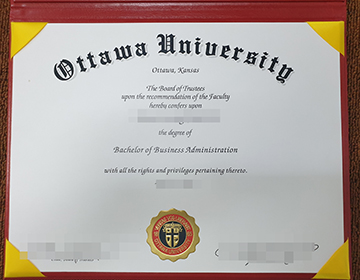 Ottawa University
Ottawa, Kansas
The Board of Trustees
upon the recommendation of the Faculty
hereby confers upon
the degree of
Bachelor of Business Administration
with all the rights and privileges pertaining thereto.